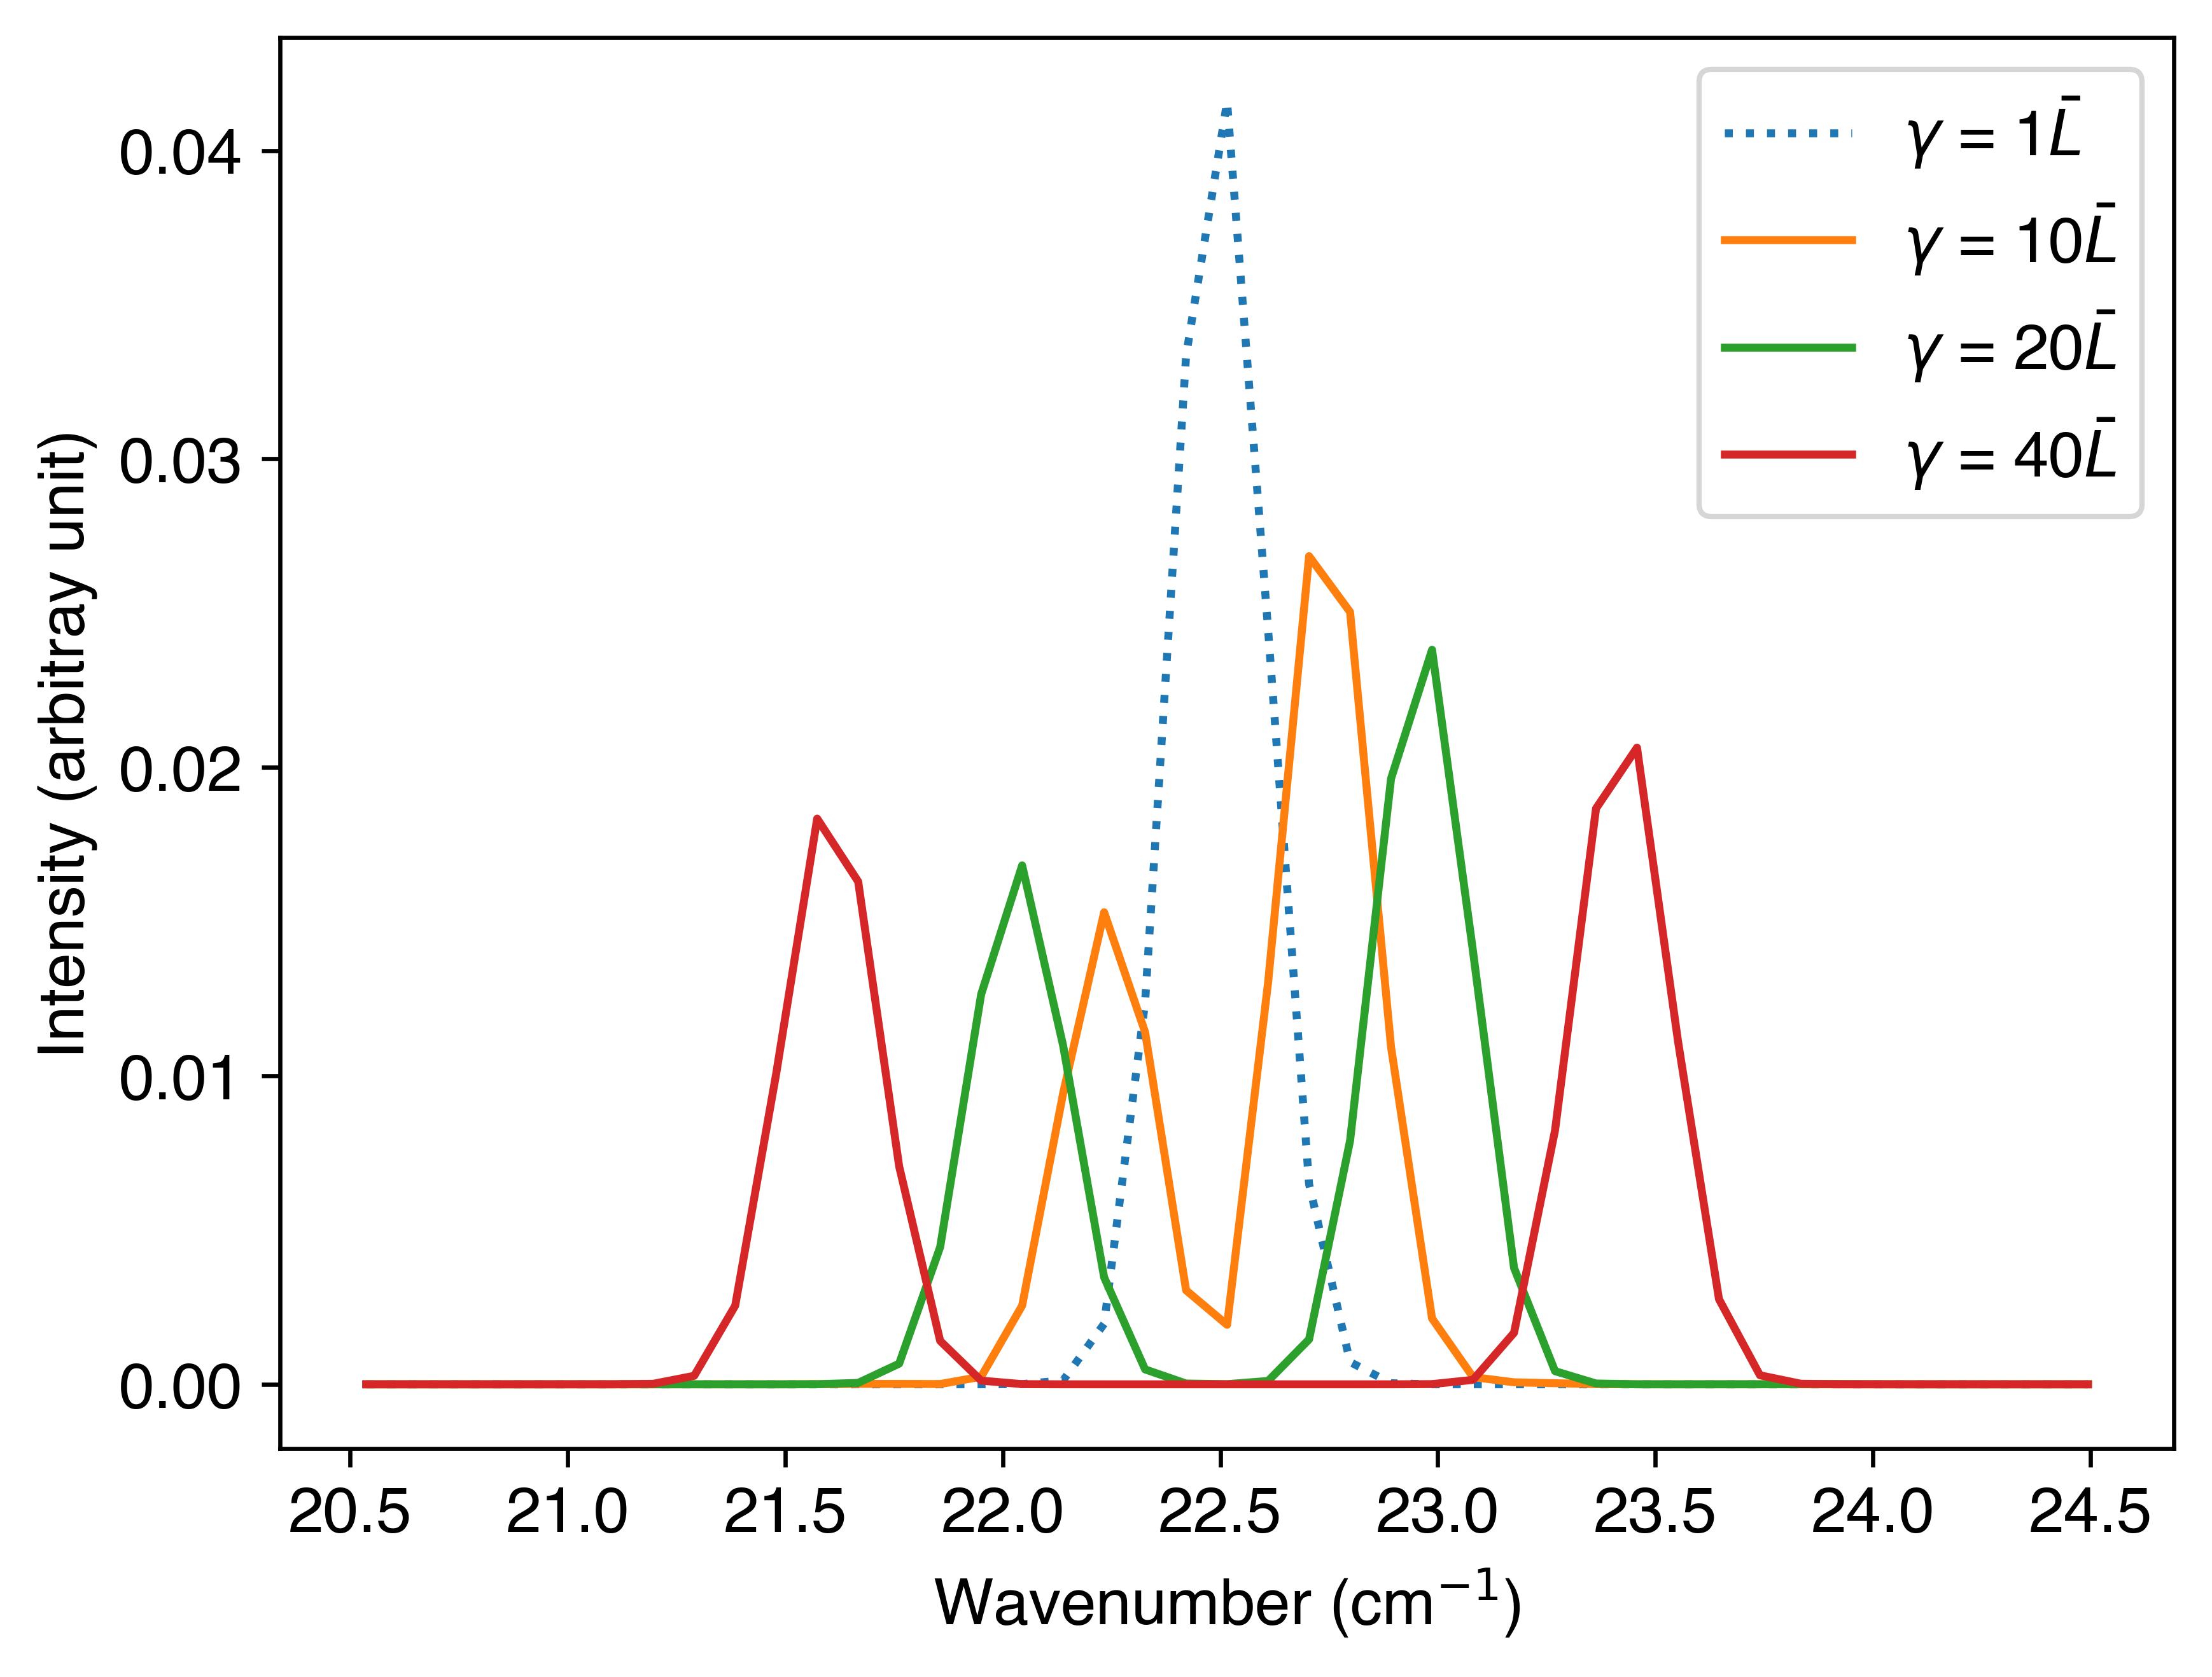 γ = 1L̄
γ = 10L̄
γ = 20L̄
γ = 40L̄
Intensity (arbitray unit)
0.04
0.03
0.02
0.01
0.00
20.5 21.0 21.5 22.0 22.5 23.0 23.5 24.0 24.5
Wavenumber (cm⁻¹)